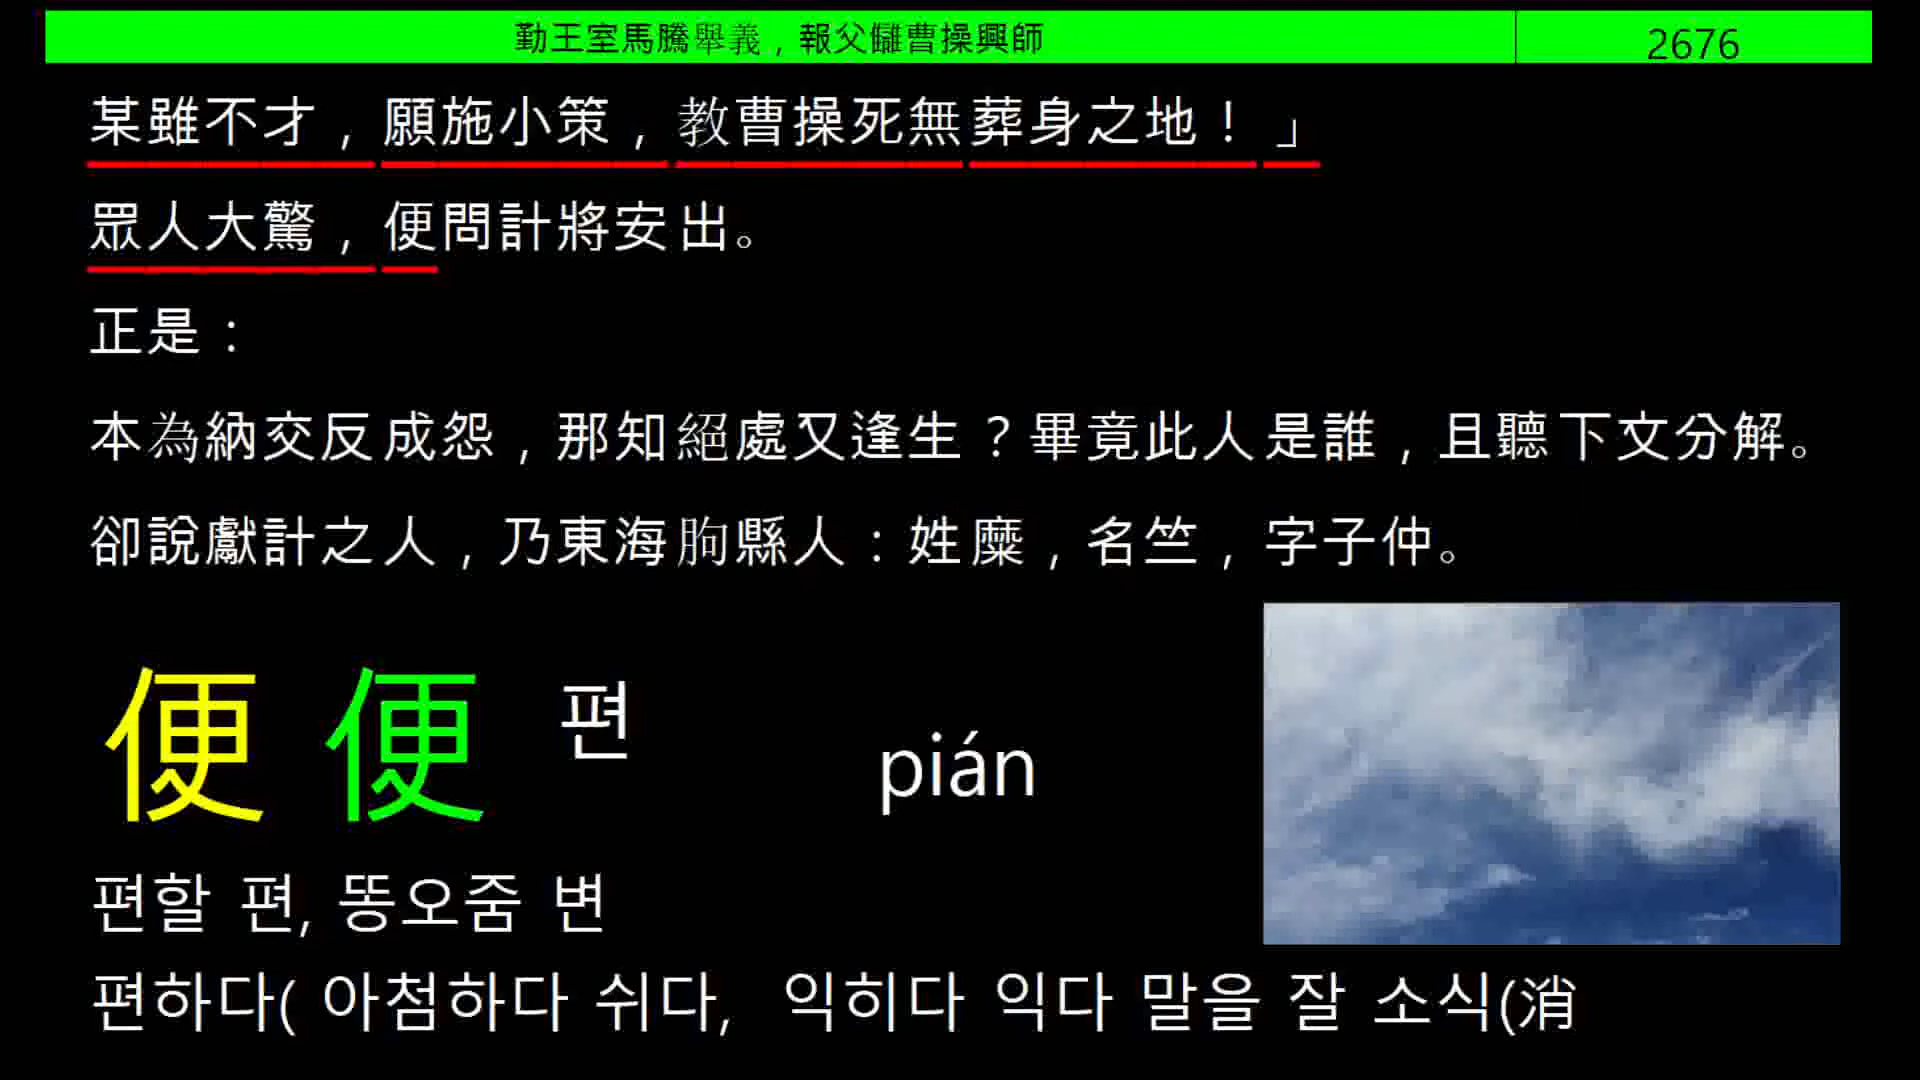 勤王室馬騰舉義，報父讎曹操興師
2676
某雖不才，願施小策，教曹操死無葬身之地！」
眾人大驚，便問計將安出。
正是：
本為納交反成怨，那知絕處又逢生？畢竟此人是誰，且聽下文分解。
卻說獻計之人，乃東海朐縣人：姓糜，名竺，字子仲。
便 便 편 pián
편할 편, 똥오줌 변
편하다( 아첨하다 쉬다, 익히다 익다 말을 잘 소식(消